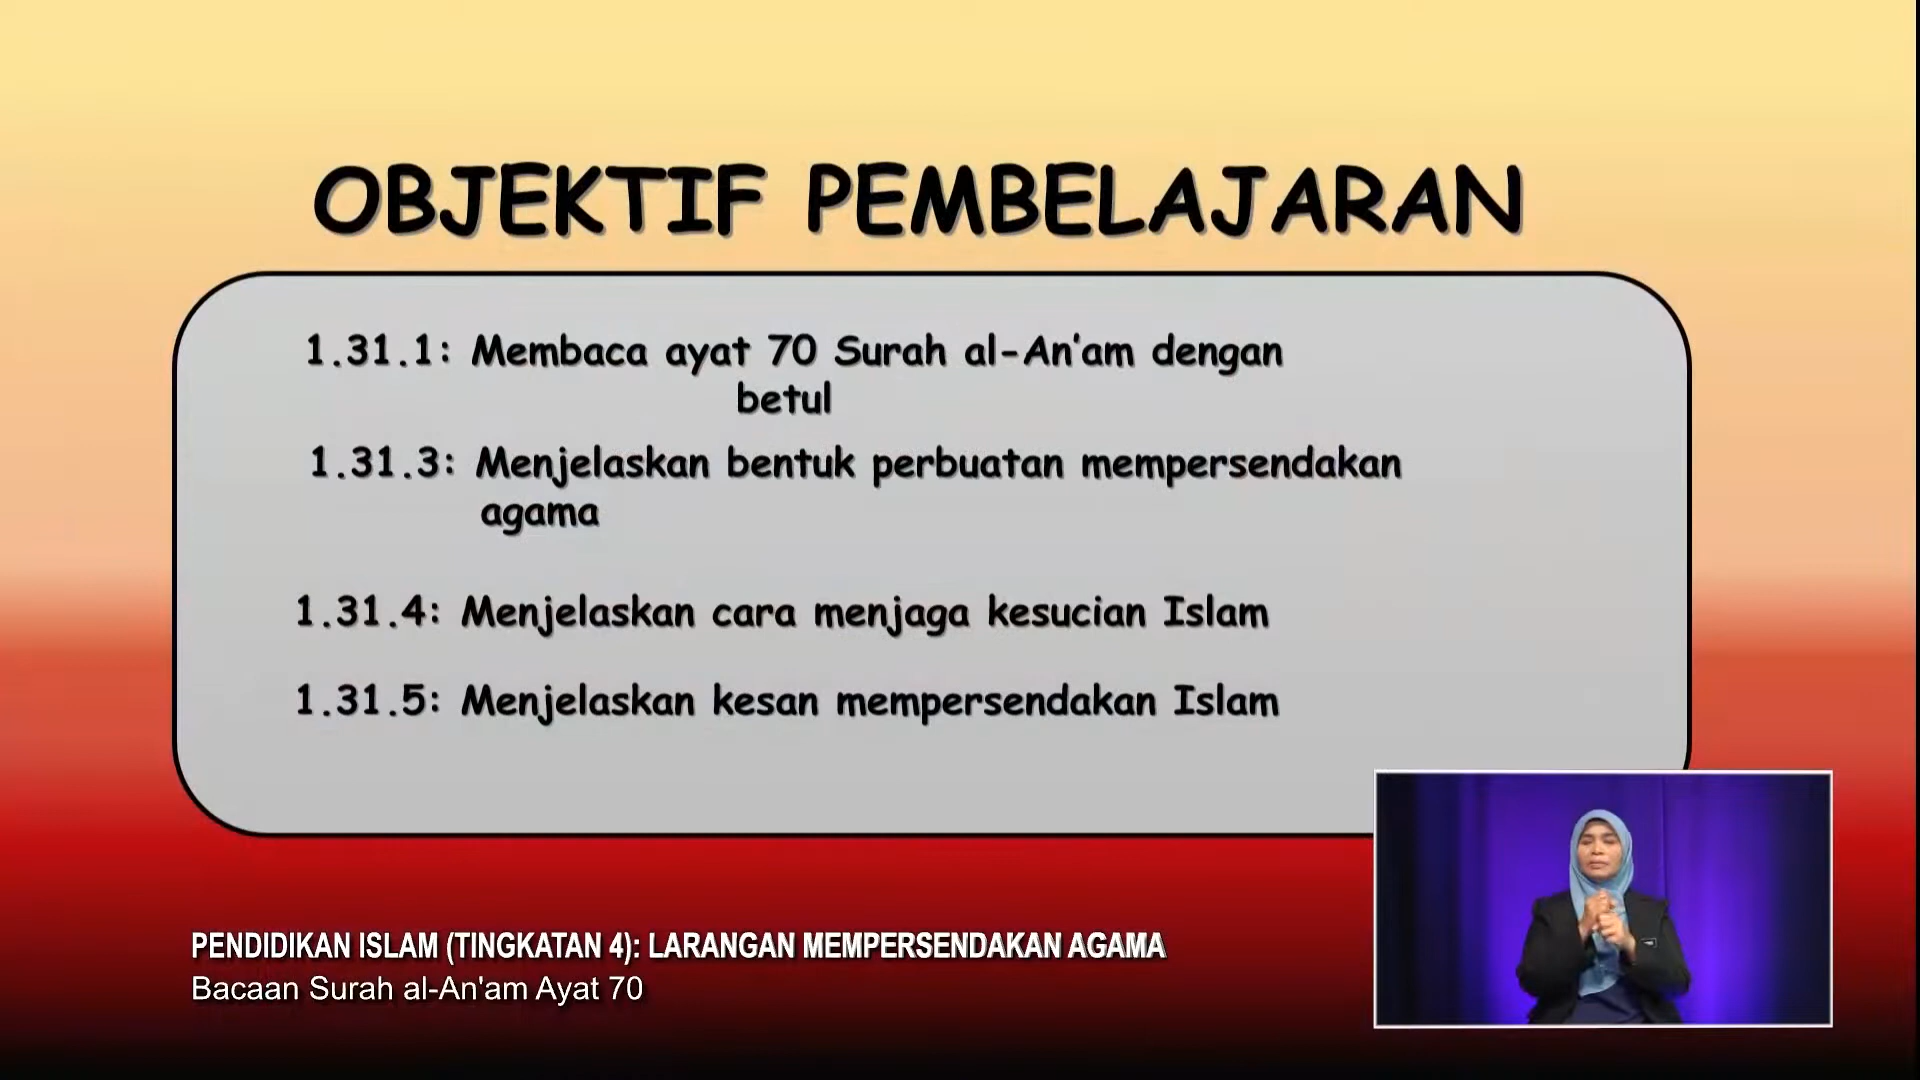 OBJEKTIF PEMBELAJARAN
1.31.1: Membaca ayat 70 Surah al-An’am dengan
betul
1.31.3: Menjelaskan bentuk perbuatan mempersendakan
agama
1.31.4: Menjelaskan cara menjaga kesucian Islam
1.31.5: Menjelaskan kesan mempersendakan Islam
PENDIDIKAN ISLAM (TINGKATAN 4): LARANGAN MEMPERSENDAKAN AGAMA
Bacaan Surah al-An'am Ayat 70